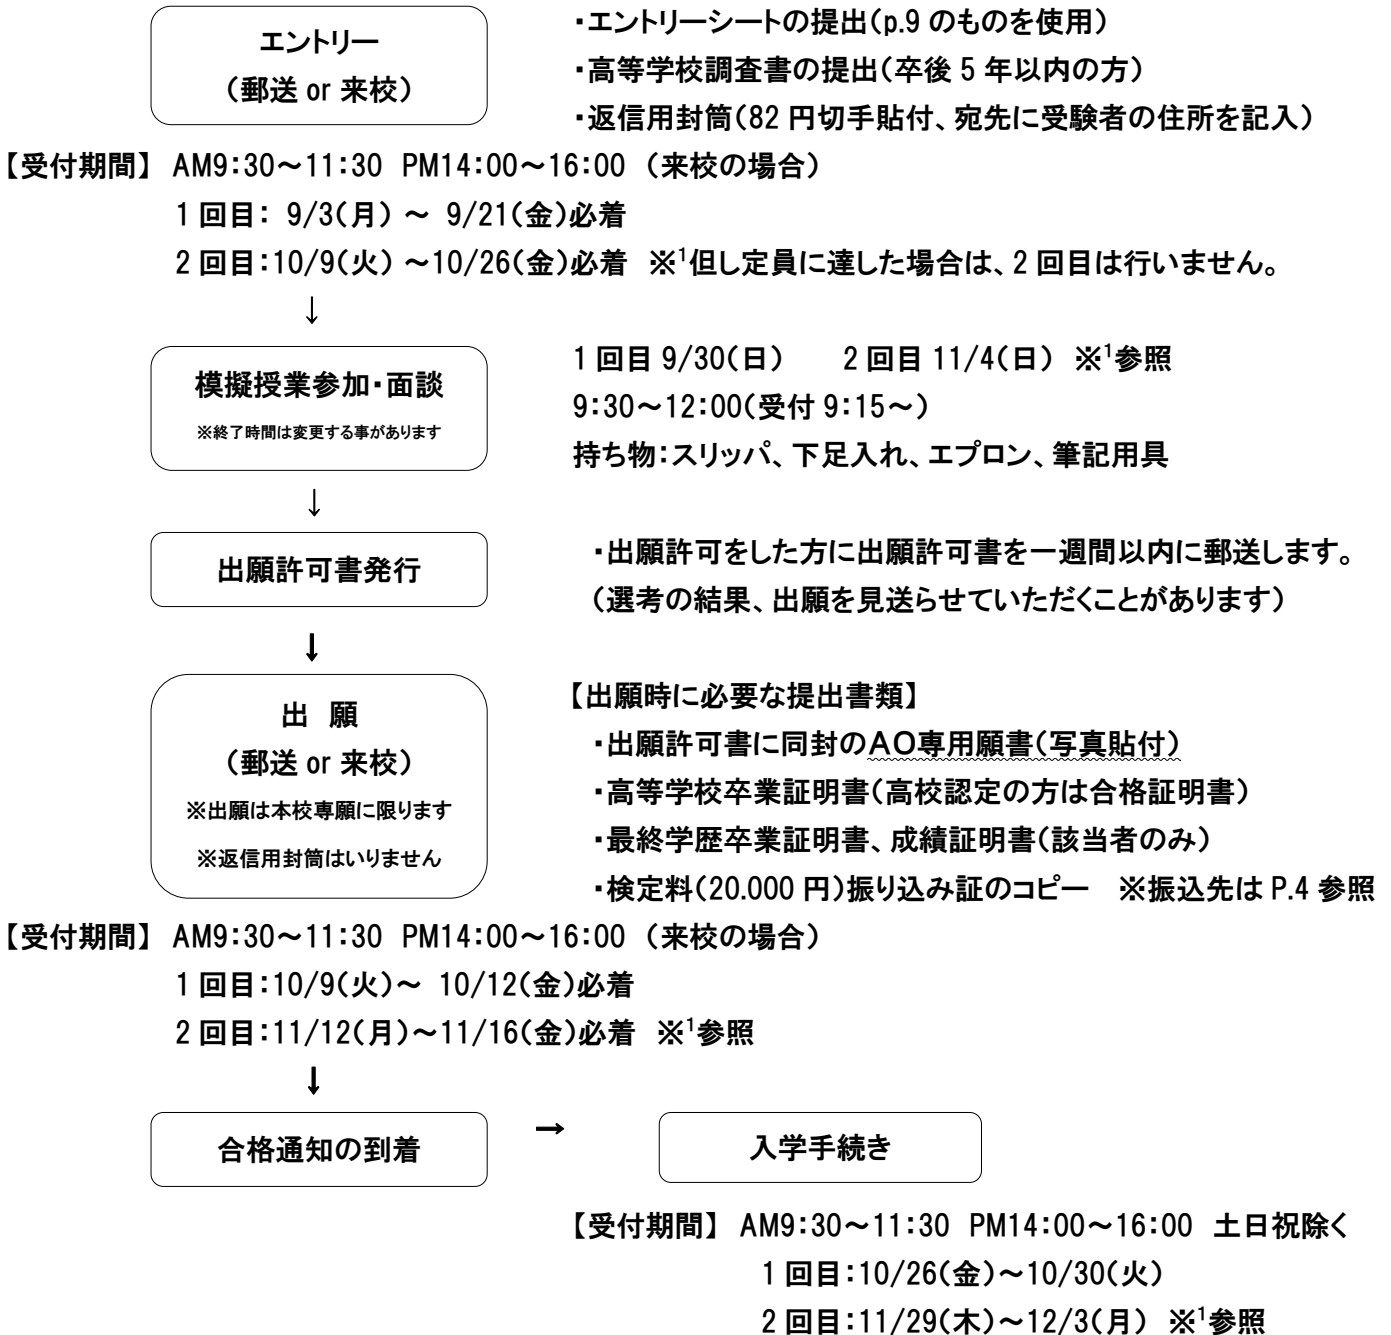 エントリー
（郵送 or 来校）
・エントリーシートの提出（p.9 のものを使用）
・高等学校調査書の提出（卒後 5 年以内の方）
・返信用封筒（82 円切手貼付、宛先に受験者の住所を記入）
【受付期間】 AM9：30～11：30 PM14：00～16：00 （来校の場合）
1 回目： 9/3（月） ～ 9/21（金）必着
2 回目：10/9（火） ～10/26（金）必着 ※¹但し定員に達した場合は、2 回目は行いません。
↓
模擬授業参加・面談
※終了時間は変更する事があります
1 回目 9/30（日） 2 回目 11/4（日） ※¹参照
9：30～12：00（受付 9：15～）
持ち物：スリッパ、下足入れ、エプロン、筆記用具
↓
出願許可書発行
・出願許可をした方に出願許可書を一週間以内に郵送します。
（選考の結果、出願を見送らせていただくことがあります）
↓
出 願
（郵送 or 来校）
※出願は本校専願に限ります
※返信用封筒はいりません
【出願時に必要な提出書類】
・出願許可書に同封のＡＯ専用願書（写真貼付）
・高等学校卒業証明書（高校認定の方は合格証明書）
・最終学歴卒業証明書、成績証明書（該当者のみ）
・検定料（20.000 円）振り込み証のコピー ※振込先は P.4 参照
【受付期間】 AM9：30～11：30 PM14：00～16：00 （来校の場合）
1 回目：10/9（火）～ 10/12（金）必着
2 回目：11/12（月）～11/16（金）必着 ※¹参照
↓
合格通知の到着 → 入学手続き
【受付期間】 AM9：30～11：30 PM14：00～16：00 土日祝除く
1 回目：10/26（金）～10/30（火）
2 回目：11/29（木）～12/3（月） ※¹参照